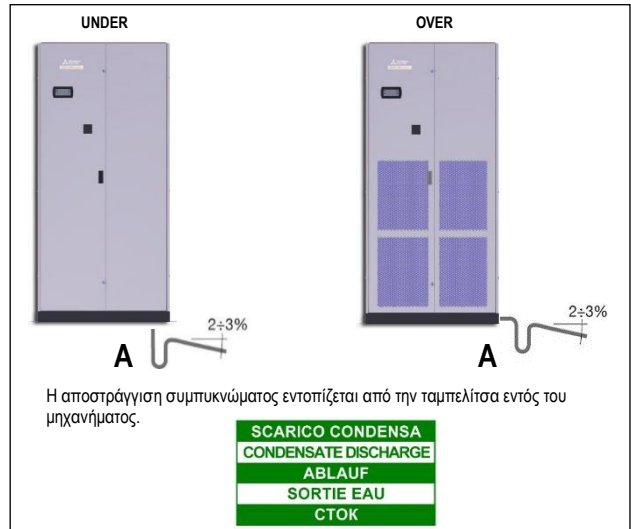 UNDER
OVER
2÷3%
2÷3%
A
A
Η αποστράγγιση συμπυκνώματος εντοπίζεται από την ταμπελίτσα εντός του
μηχανήματος.
SCARICO CONDENSA
CONDENSATE DISCHARGE
ABLAUF
SORTIE EAU
СТОК